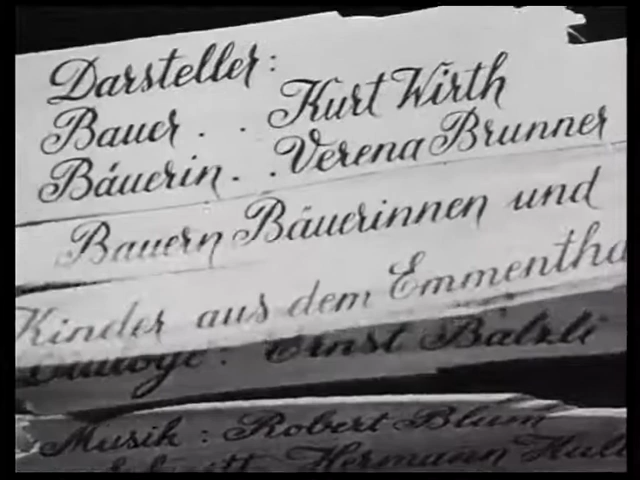 Darsteller:
Bauer . . Kurt Wirth
Bäuerin. . Verena Brunner
Bauern Bäuerinnen und
Kinder aus dem Emmentha
Ernst Balzli
Musik : Robert Blum
Hermann